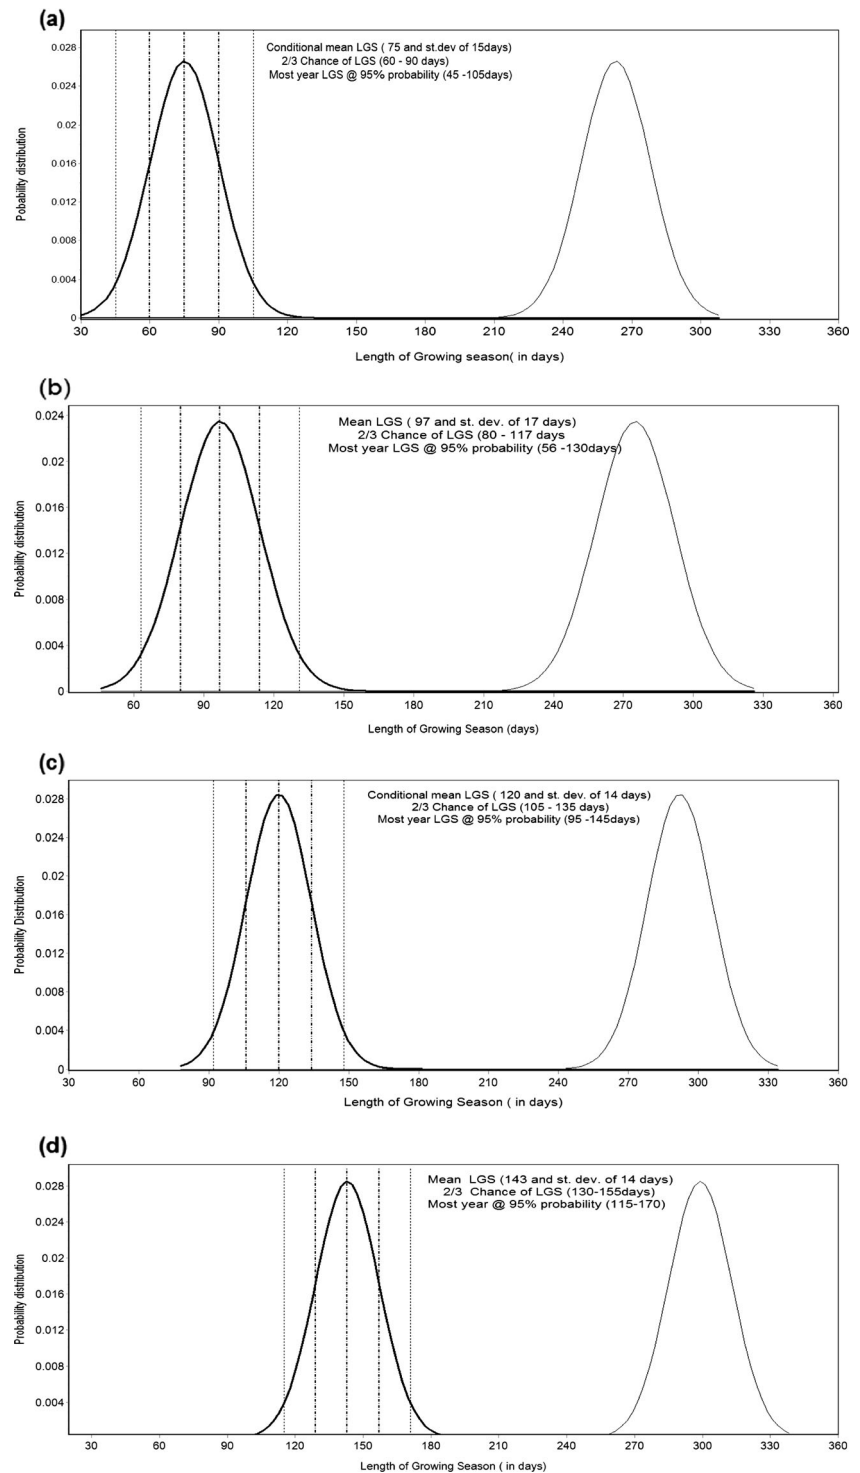 (a)
Conditional mean LGS ( 75 and st.dev of 15days)
2/3 Chance of LGS (60 - 90 days)
Most year LGS @ 95% probability (45 -105days)
Pobability distribution
0.028
0.024
0.02
0.016
0.012
0.008
0.004
0
30 60 90 120 150 180 210 240 270 300 330 360
Length of Growing season( in days)
(b)
Mean LGS ( 97 and st. dev. of 17 days)
2/3 Chance of LGS (80 - 117 days
Most year LGS @ 95% probability (56 -130days)
Probability distribution
0.024
0.02
0.016
0.012
0.008
0.004
0
60 90 120 150 180 210 240 270 300 330 360
Length of Growing Season (days)
(c)
Conditional mean LGS ( 120 and st. dev. of 14 days)
2/3 Chance of LGS (105 - 135 days)
Most year LGS @ 95% probability (95 -145days)
Probability Distribution
0.028
0.024
0.02
0.016
0.012
0.008
0.004
0
30 60 90 120 150 180 210 240 270 300 330 360
Length of Growing Season ( in days)
(d)
Mean LGS (143 and st. dev. of 14 days)
2/3 Chance of LGS (130-155days)
Most year @ 95% probability (115-170)
Probability distribution
0.028
0.024
0.02
0.016
0.012
0.008
0.004
30 60 90 120 150 180 210 240 270 300 330 360
Length of Growing Season ( in days)